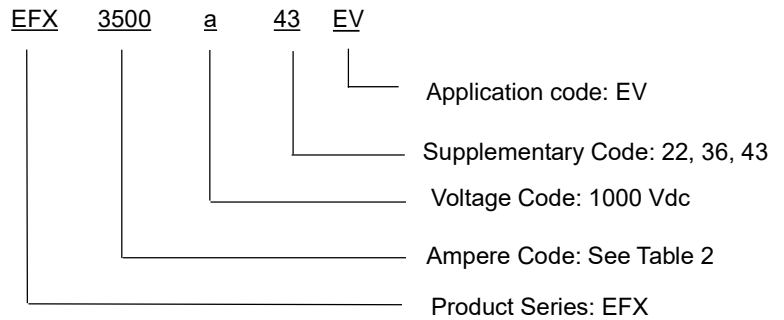 EFX 3500 a 43 EV
Application code: EV
Supplementary Code: 22, 36, 43
Voltage Code: 1000 Vdc
Ampere Code: See Table 2
Product Series: EFX